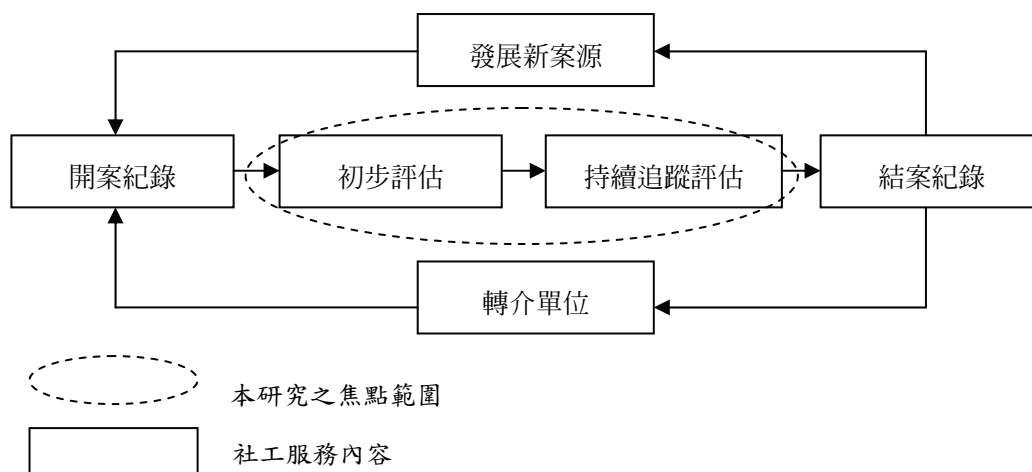 發展新案源
開案紀錄
初步評估
持續追蹤評估
結案紀錄
轉介單位
本研究之焦點範圍
社工服務內容